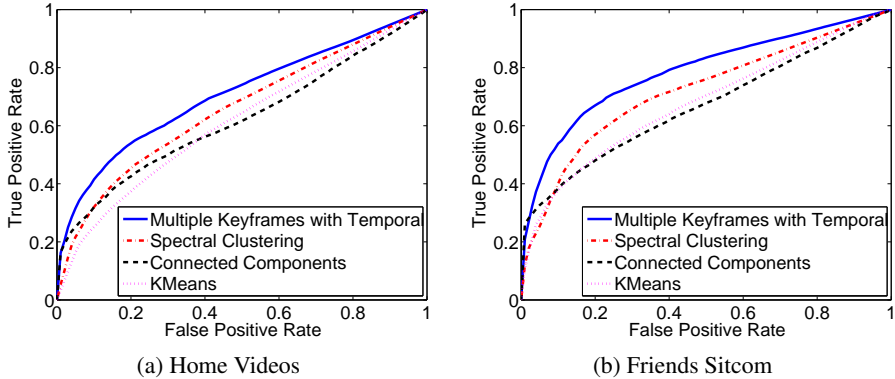 1
0.8
0.6
0.4
0.2
0
0 0.2 0.4 0.6 0.8 1
True Positive Rate
False Positive Rate
Multiple Keyframes with Temporal
Spectral Clustering
Connected Components
KMeans
(a) Home Videos
1
0.8
0.6
0.4
0.2
0
0 0.2 0.4 0.6 0.8 1
True Positive Rate
False Positive Rate
Multiple Keyframes with Temporal
Spectral Clustering
Connected Components
KMeans
(b) Friends Sitcom